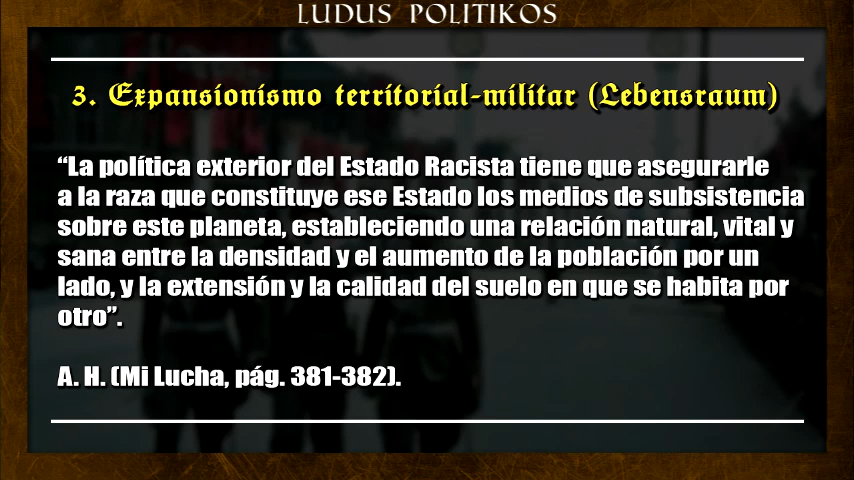 LUDUS POLITIKOS
3. Expansionismo territorial-militar (Lebensraum)
“La política exterior del Estado Racista tiene que asegurarle
a la raza que constituye ese Estado los medios de subsistencia
sobre este planeta, estableciendo una relación natural, vital y
sana entre la densidad y el aumento de la población por un
lado, y la extensión y la calidad del suelo en que se habita por
otro”.
A. H. (Mi Lucha, pág. 381-382).